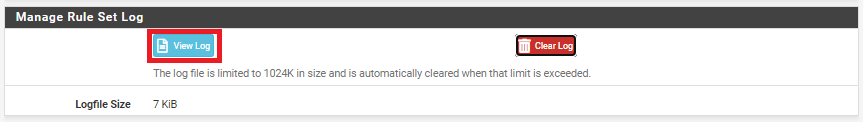 Manage Rule Set Log
View Log
Clear Log
The log file is limited to 1024K in size and is automatically cleared when that limit is exceeded.
Logfile Size 7 KiB